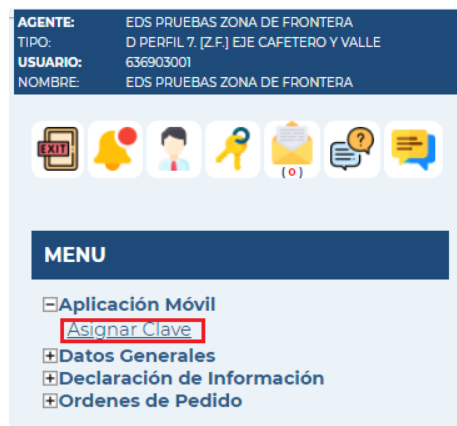 AGENTE: EDS PRUEBAS ZONA DE FRONTERA
TIPO: D PERFIL 7. [Z.F.] EJE CAFETERO Y VALLE
USUARIO: 636903001
NOMBRE: EDS PRUEBAS ZONA DE FRONTERA
EXIT
?
(0)
MENU
Aplicación Móvil
Asignar Clave
Datos Generales
Declaración de Información
Ordenes de Pedido